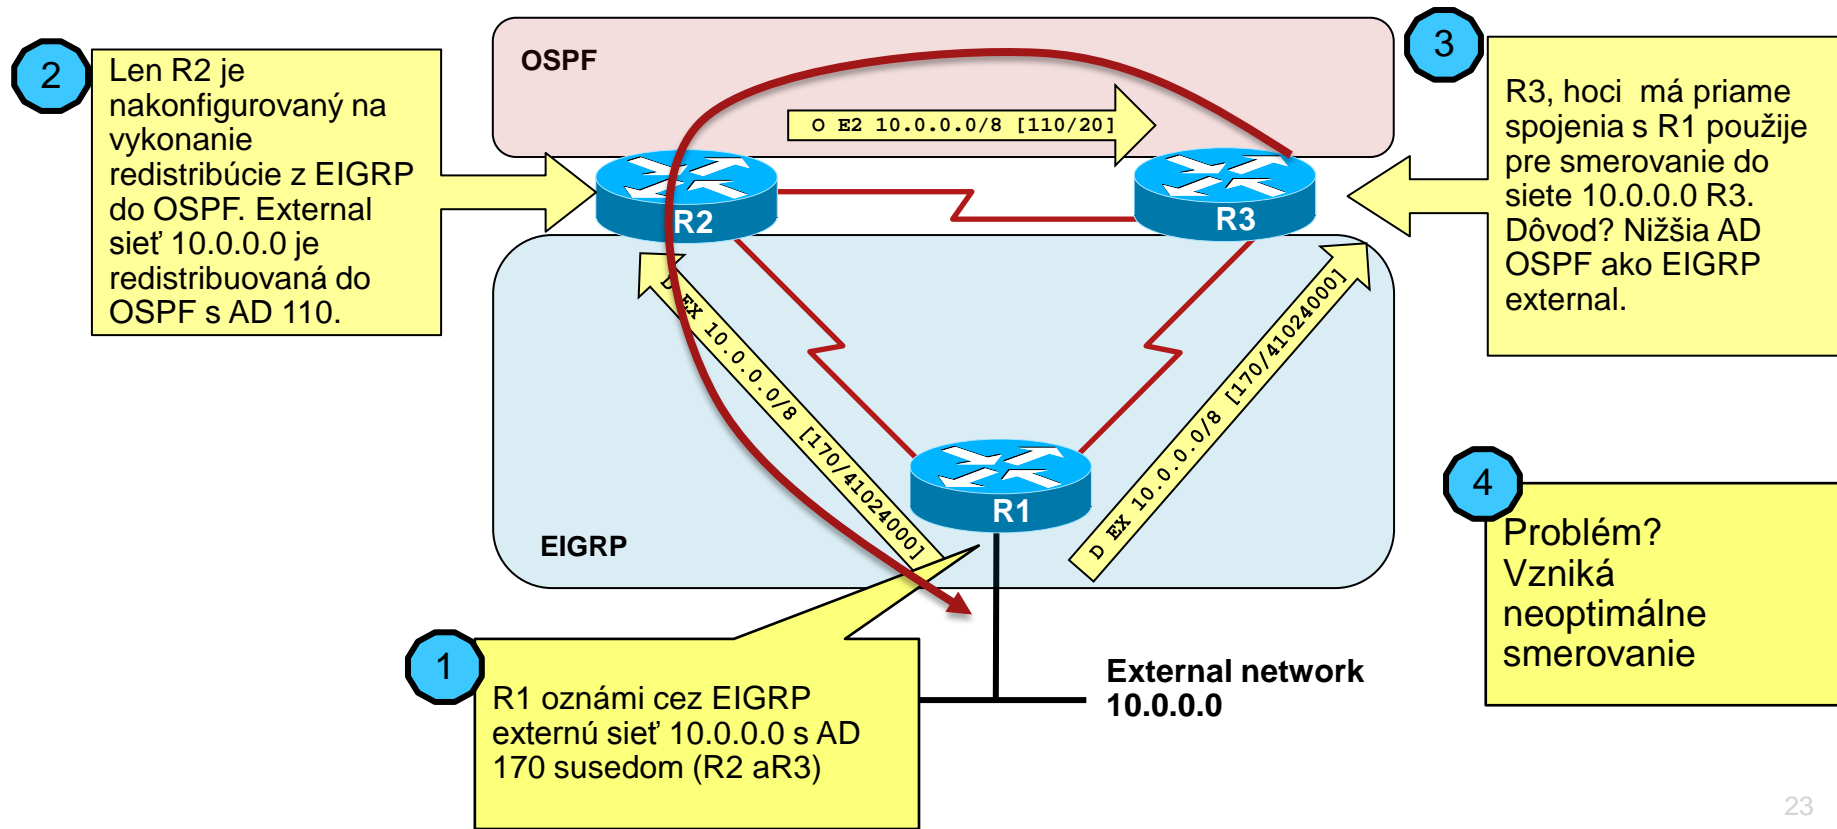 OSPF
2
Len R2 je
nakonfigurovaný na
vykonanie
redistribúcie z EIGRP
do OSPF. External
sieť 10.0.0.0 je
redistribuovaná do
OSPF s AD 110.
O E2 10.0.0.0/8 [110/20]
3
R3, hoci má priame
spojenia s R1 použije
pre smerovanie do
siete 10.0.0.0 R3.
Dôvod? Nižšia AD
OSPF ako EIGRP
external.
R2
R3
D EX 10.0.0.0/8 [170/41024000]
D EX 10.0.0.0/8 [170/41024000]
R1
EIGRP
4
Problém?
Vzniká
neoptimálne
smerovanie
1
R1 oznámi cez EIGRP
externú sieť 10.0.0.0 s AD
170 susedom (R2 aR3)
External network
10.0.0.0
23